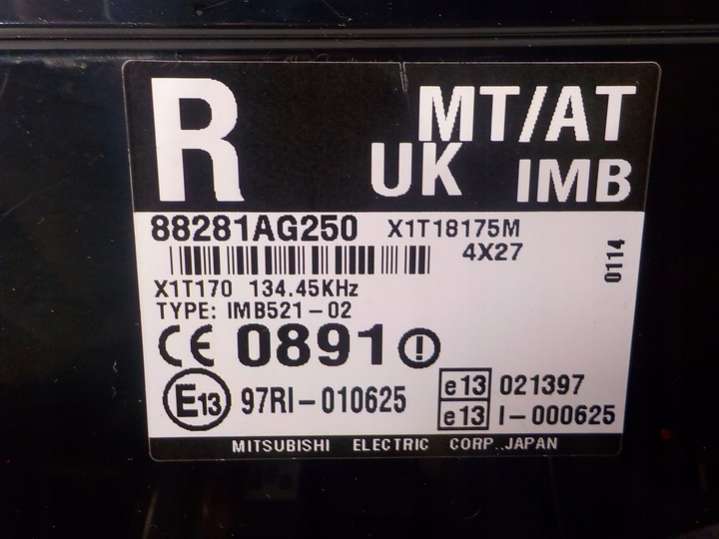 R MT/AT
UK IMB
88281AG250 X1T18175M
4X27
0114
X1T170 134.45KHz
TYPE: IMB521-02
CE 0891
E13 97RI-010625
e13 021397
e13 I-000625
MITSUBISHI ELECTRIC CORP. JAPAN